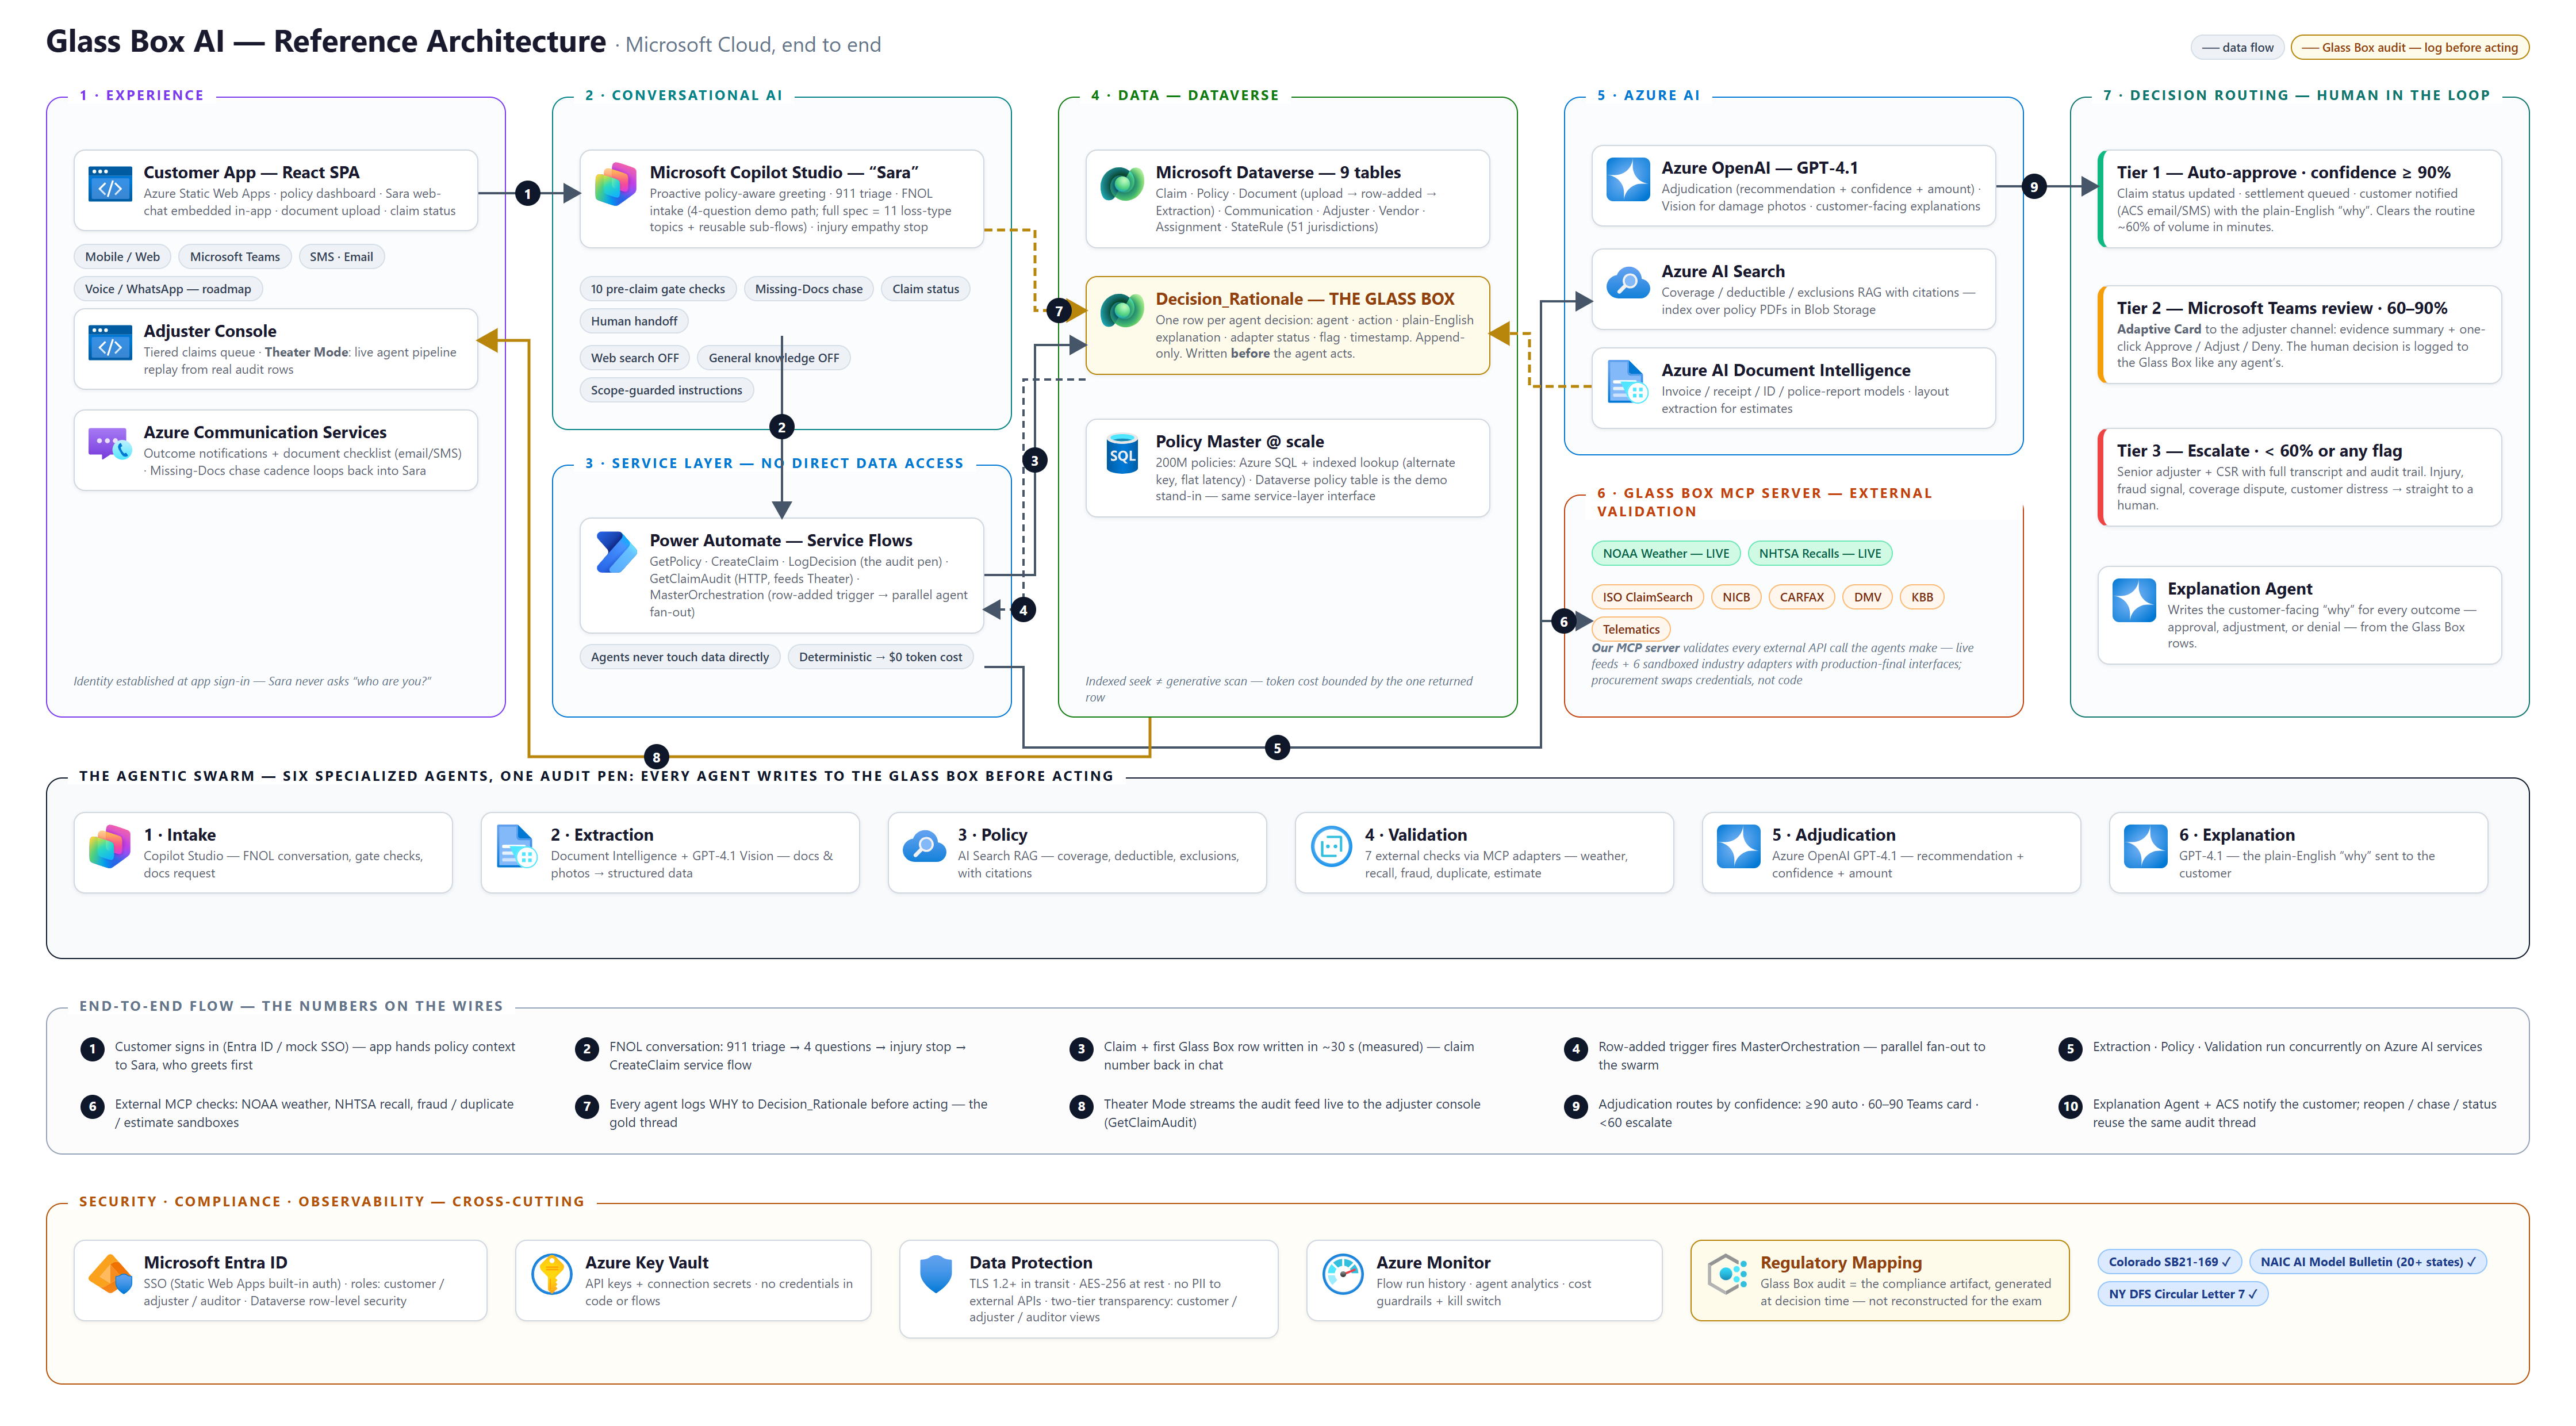 Glass Box AI — Reference Architecture · Microsoft Cloud, end to end
— data flow
— Glass Box audit — log before acting
1 · EXPERIENCE
Customer App — React SPA
Azure Static Web Apps · policy dashboard · Sara web-
chat embedded in-app · document upload · claim status
Mobile / Web
Microsoft Teams
SMS · Email
Voice / WhatsApp — roadmap
Adjuster Console
Tiered claims queue · Theater Mode: live agent pipeline
replay from real audit rows
Azure Communication Services
Outcome notifications + document checklist (email/SMS)
· Missing-Docs chase cadence loops back into Sara
Identity established at app sign-in — Sara never asks “who are you?”
1
2 · CONVERSATIONAL AI
Microsoft Copilot Studio — “Sara”
Proactive policy-aware greeting · 911 triage · FNOL
intake (4-question demo path; full spec = 11 loss-type
topics + reusable sub-flows) · injury empathy stop
10 pre-claim gate checks
Missing-Docs chase
Claim status
Human handoff
Web search OFF
General knowledge OFF
Scope-guarded instructions
2
3 · SERVICE LAYER — NO DIRECT DATA ACCESS
Power Automate — Service Flows
GetPolicy · CreateClaim · LogDecision (the audit pen) ·
GetClaimAudit (HTTP, feeds Theater) ·
MasterOrchestration (row-added trigger → parallel agent
fan-out)
Agents never touch data directly
Deterministic → $0 token cost
7
3
4
4 · DATA — DATAVERSE
Microsoft Dataverse — 9 tables
Claim · Policy · Document (upload → row-added →
Extraction) · Communication · Adjuster · Vendor ·
Assignment · StateRule (51 jurisdictions)
Decision_Rationale — THE GLASS BOX
One row per agent decision: agent · action · plain-English
explanation · adapter status · flag · timestamp. Append-
only. Written before the agent acts.
Policy Master @ scale
SQL
200M policies: Azure SQL + indexed lookup (alternate
key, flat latency) · Dataverse policy table is the demo
stand-in — same service-layer interface
Indexed seek ≠ generative scan — token cost bounded by the one returned
row
5 · AZURE AI
Azure OpenAI — GPT-4.1
Adjudication (recommendation + confidence + amount) ·
Vision for damage photos · customer-facing explanations
Azure AI Search
Coverage / deductible / exclusions RAG with citations —
index over policy PDFs in Blob Storage
Azure AI Document Intelligence
Invoice / receipt / ID / police-report models · layout
extraction for estimates
9
6 · GLASS BOX MCP SERVER — EXTERNAL
VALIDATION
NOAA Weather — LIVE
NHTSA Recalls — LIVE
ISO ClaimSearch
NICB
CARFAX
DMV
KBB
6
Telematics
Our MCP server validates every external API call the agents make — live
feeds + 6 sandboxed industry adapters with production-final interfaces;
procurement swaps credentials, not code
7 · DECISION ROUTING — HUMAN IN THE LOOP
Tier 1 — Auto-approve · confidence ≥ 90%
Claim status updated · settlement queued · customer notified
(ACS email/SMS) with the plain-English “why”. Clears the routine
~60% of volume in minutes.
Tier 2 — Microsoft Teams review · 60–90%
Adaptive Card to the adjuster channel: evidence summary + one-
click Approve / Adjust / Deny. The human decision is logged to
the Glass Box like any agent’s.
Tier 3 — Escalate · < 60% or any flag
Senior adjuster + CSR with full transcript and audit trail. Injury,
fraud signal, coverage dispute, customer distress → straight to a
human.
Explanation Agent
Writes the customer-facing “why” for every outcome —
approval, adjustment, or denial — from the Glass Box
rows.
8
5
THE AGENTIC SWARM — SIX SPECIALIZED AGENTS, ONE AUDIT PEN: EVERY AGENT WRITES TO THE GLASS BOX BEFORE ACTING
1 · Intake
Copilot Studio — FNOL conversation, gate checks,
docs request
2 · Extraction
Document Intelligence + GPT-4.1 Vision — docs &
photos → structured data
3 · Policy
AI Search RAG — coverage, deductible, exclusions,
with citations
4 · Validation
7 external checks via MCP adapters — weather,
recall, fraud, duplicate, estimate
5 · Adjudication
Azure OpenAI GPT-4.1 — recommendation +
confidence + amount
6 · Explanation
GPT-4.1 — the plain-English “why” sent to the
customer
END-TO-END FLOW — THE NUMBERS ON THE WIRES
1 Customer signs in (Entra ID / mock SSO) — app hands policy context
to Sara, who greets first
2 FNOL conversation: 911 triage → 4 questions → injury stop →
CreateClaim service flow
3 Claim + first Glass Box row written in ~30 s (measured) — claim
number back in chat
4 Row-added trigger fires MasterOrchestration — parallel fan-out to
the swarm
5 Extraction · Policy · Validation run concurrently on Azure AI services
6 External MCP checks: NOAA weather, NHTSA recall, fraud / duplicate
/ estimate sandboxes
7 Every agent logs WHY to Decision_Rationale before acting — the
gold thread
8 Theater Mode streams the audit feed live to the adjuster console
(GetClaimAudit)
9 Adjudication routes by confidence: ≥90 auto · 60–90 Teams card ·
<60 escalate
10 Explanation Agent + ACS notify the customer; reopen / chase / status
reuse the same audit thread
SECURITY · COMPLIANCE · OBSERVABILITY — CROSS-CUTTING
Microsoft Entra ID
SSO (Static Web Apps built-in auth) · roles: customer /
adjuster / auditor · Dataverse row-level security
Azure Key Vault
API keys + connection secrets · no credentials in
code or flows
Data Protection
TLS 1.2+ in transit · AES-256 at rest · no PII to
external APIs · two-tier transparency: customer /
adjuster / auditor views
Azure Monitor
Flow run history · agent analytics · cost
guardrails + kill switch
Regulatory Mapping
Glass Box audit = the compliance artifact, generated
at decision time — not reconstructed for the exam
Colorado SB21-169 ✓
NAIC AI Model Bulletin (20+ states) ✓
NY DFS Circular Letter 7 ✓